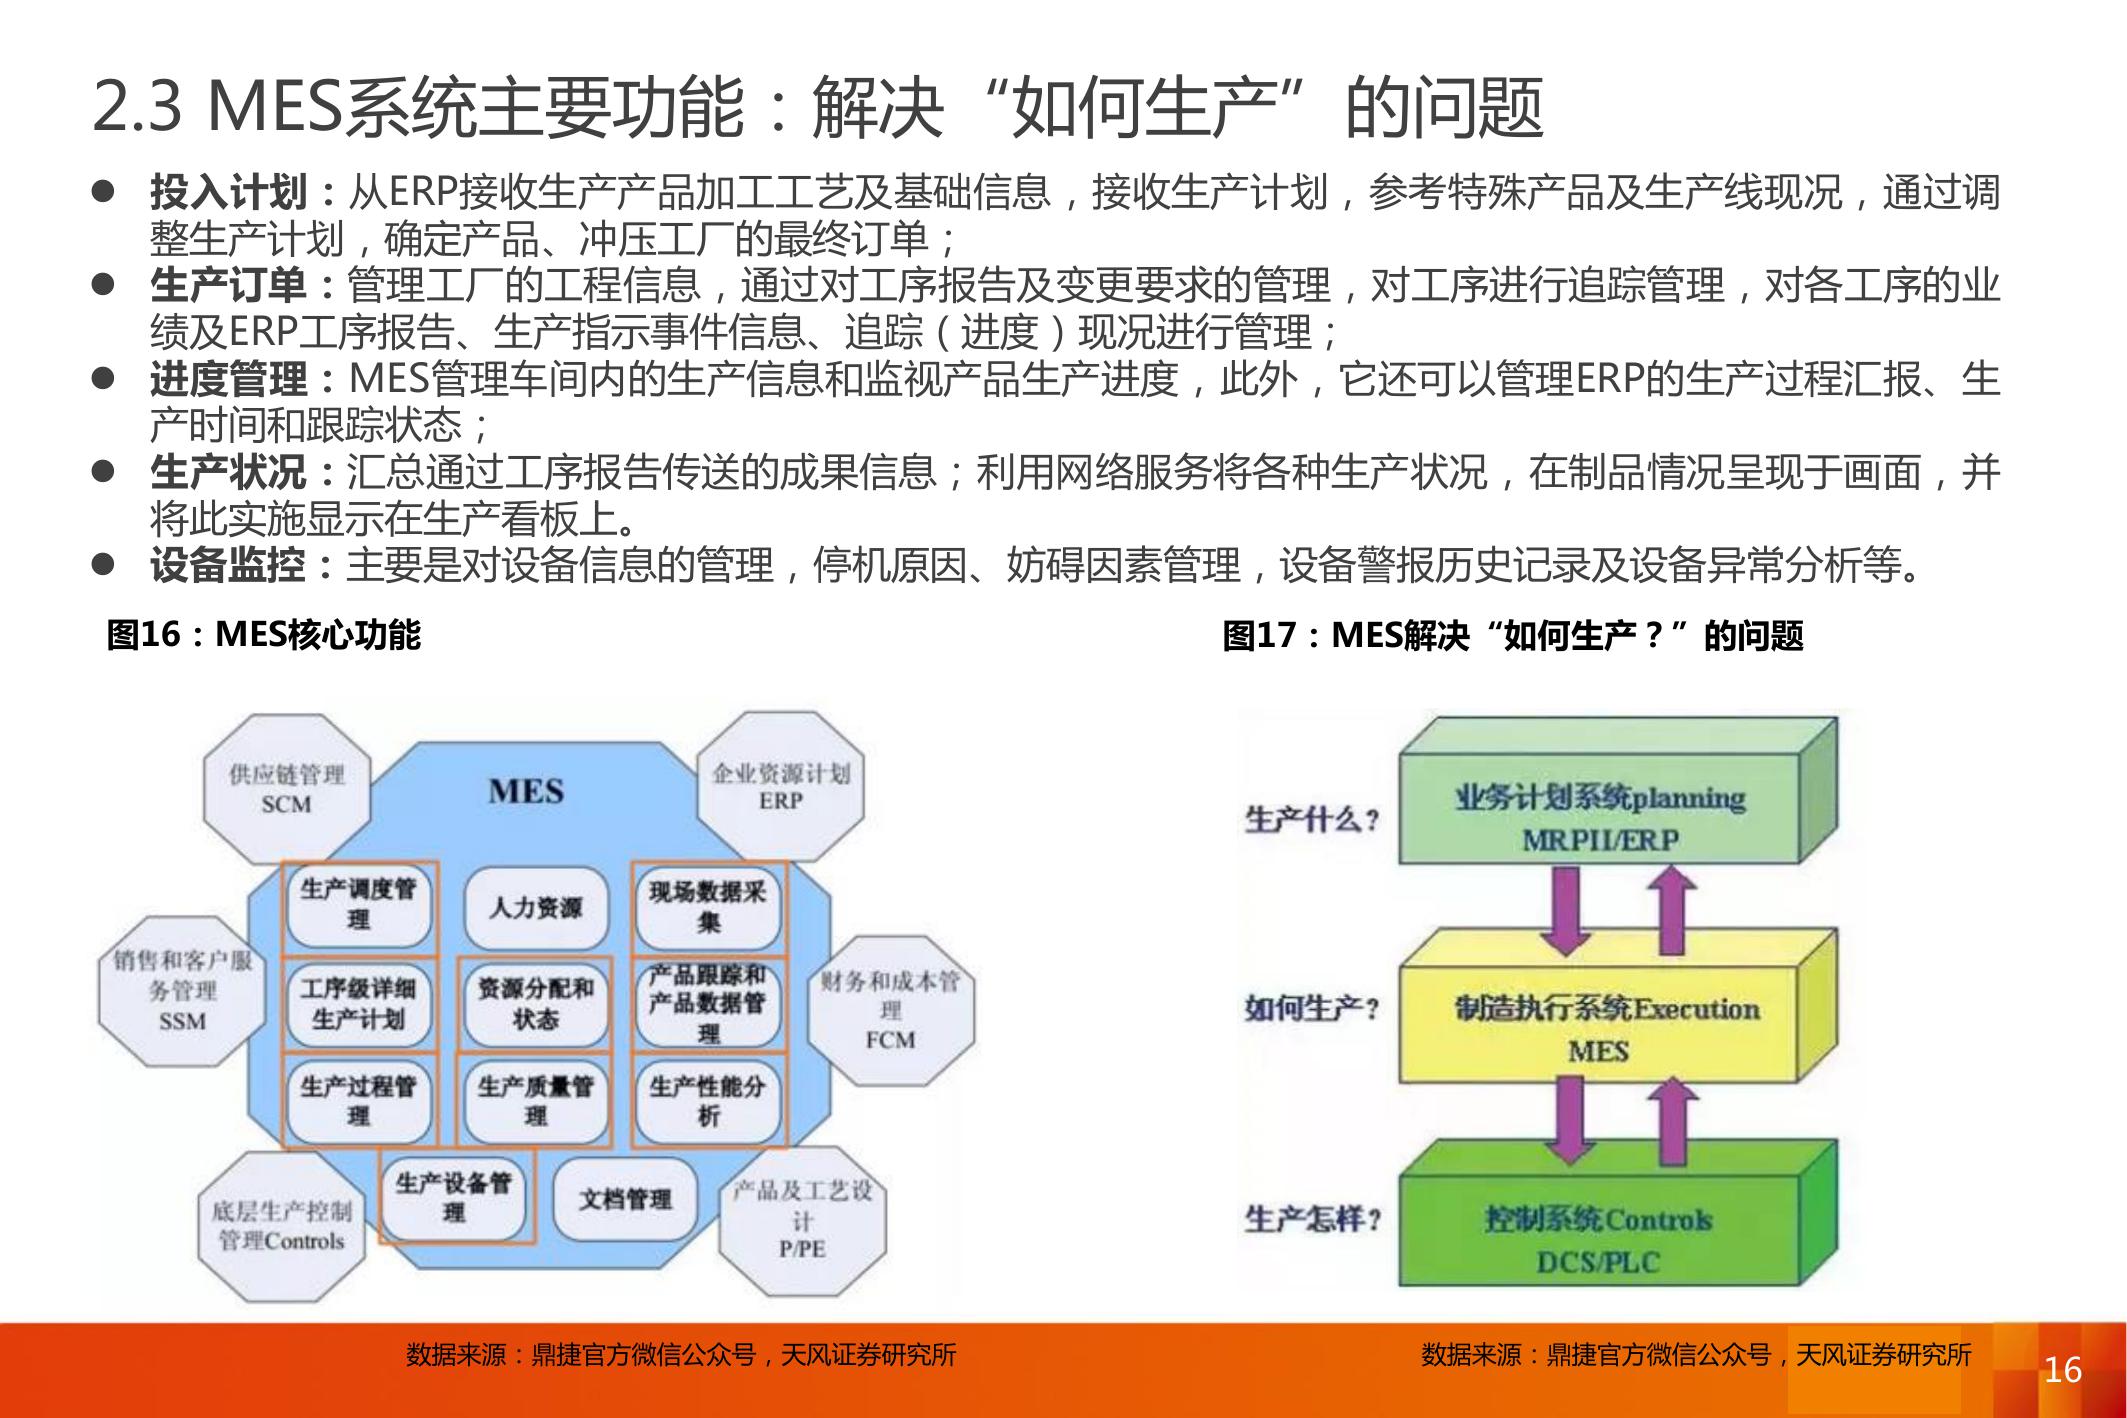 2.3 MES系统主要功能：解决“如何生产”的问题
● 投入计划：从ERP接收生产产品加工工艺及基础信息，接收生产计划，参考特殊产品及生产线现况，通过调
整生产计划，确定产品、冲压工厂的最终订单；
● 生产订单：管理工厂的工程信息，通过对工序报告及变更要求的管理，对工序进行追踪管理，对各工序的业
绩及ERP工序报告、生产指示事件信息、追踪（进度）现况进行管理；
● 进度管理：MES管理车间内的生产信息和监视产品生产进度，此外，它还可以管理ERP的生产过程汇报、生
产时间和跟踪状态；
● 生产状况：汇总通过工序报告传送的成果信息；利用网络服务将各种生产状况，在制品情况呈现于画面，并
将此实施显示在生产看板上。
● 设备监控：主要是对设备信息的管理，停机原因、妨碍因素管理，设备警报历史记录及设备异常分析等。
图16：MES核心功能
供应链管理
SCM
MES
企业资源计划
ERP
生产调度管
理
人力资源
现场数据采
集
销售和客户服
务管理
SSM
工序级详细
生产计划
资源分配和
状态
产品跟踪和
产品数据管
理
财务和成本管
理
FCM
生产过程管
理
生产质量管
理
生产性能分
析
底层生产控制
管理Controls
生产设备管
理
文档管理
产品及工艺设
计
P/PE
图17：MES解决“如何生产？”的问题
生产什么?
业务计划系统planning
MRPII/ERP
如何生产?
制造执行系统Execution
MES
生产怎样?
控制系统Controls
DCS/PLC
数据来源：鼎捷官方微信公众号，天风证券研究所
数据来源：鼎捷官方微信公众号，天风证券研究所
16